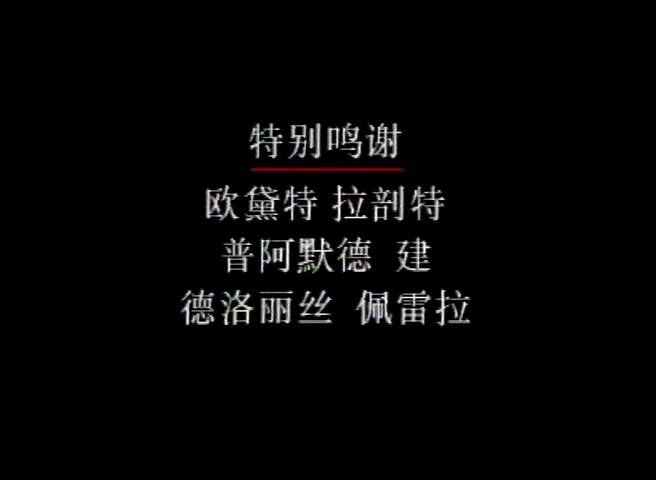 特别鸣谢
欧黛特 拉剖特
普阿默德 建
德洛丽丝 佩雷拉